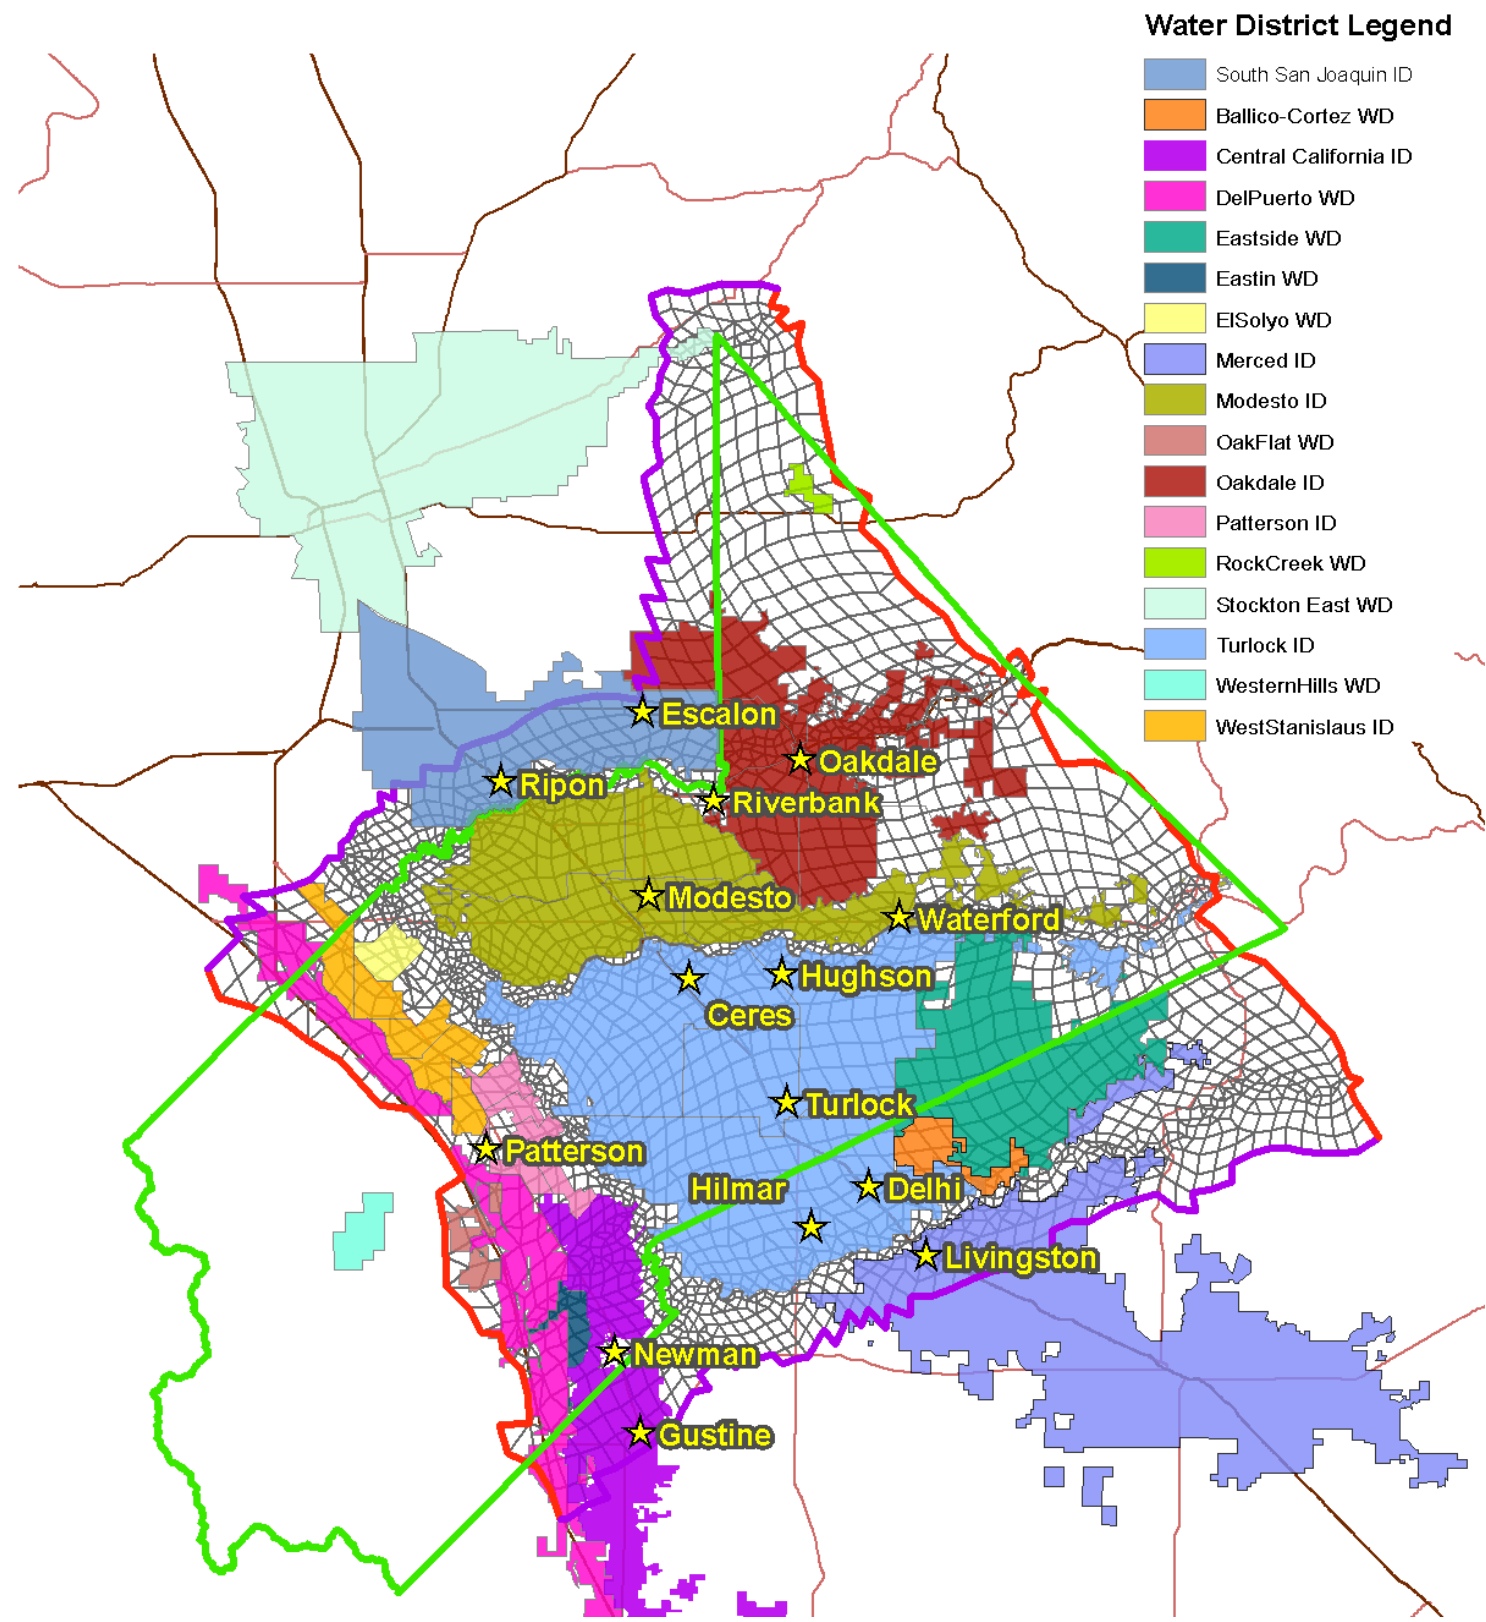 Water District Legend
South San Joaquin ID
Ballico-Cortez WD
Central California ID
DelPuerto WD
Eastside WD
Eastin WD
ElSolyo WD
Merced ID
Modesto ID
OakFlat WD
Oakdale ID
Patterson ID
RockCreek WD
Stockton East WD
Turlock ID
WesternHills WD
WestStanislaus ID
Escalon
Oakdale
Ripon
Riverbank
Modesto
Waterford
Hughson
Ceres
Turlock
Patterson
Hilmar
Delhi
Livingston
Newman
Gustine